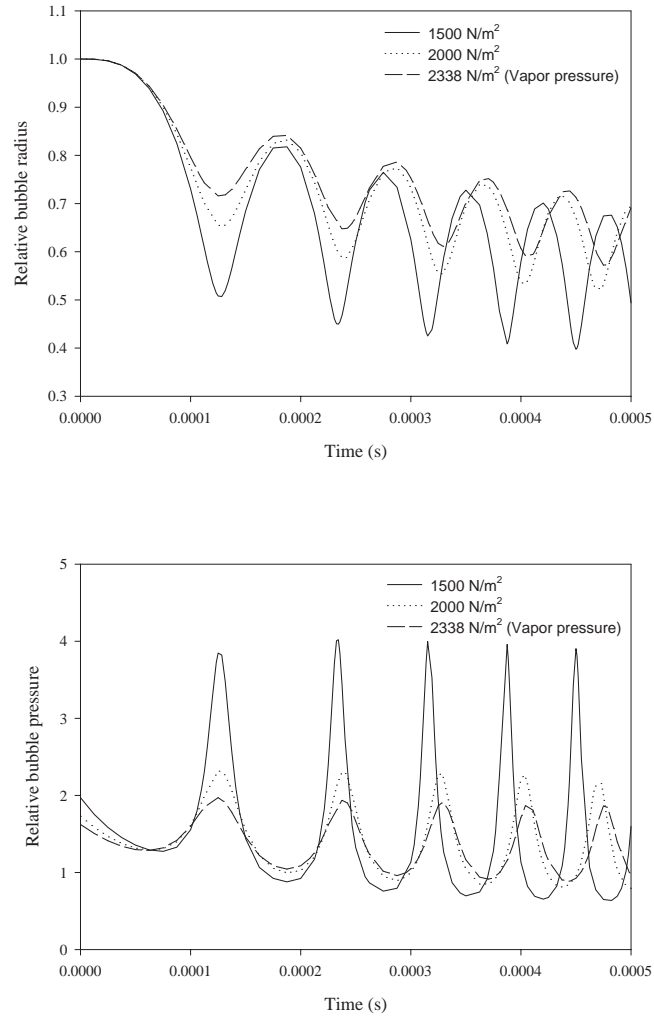 1.1
1.0
0.9
0.8
0.7
0.6
0.5
0.4
0.3
Relative bubble radius
1500 N/m²
2000 N/m²
2338 N/m² (Vapor pressure)
0.0000 0.0001 0.0002 0.0003 0.0004 0.0005
Time (s)
5
4
3
2
1
0
Relative bubble pressure
1500 N/m²
2000 N/m²
2338 N/m² (Vapor pressure)
0.0000 0.0001 0.0002 0.0003 0.0004 0.0005
Time (s)